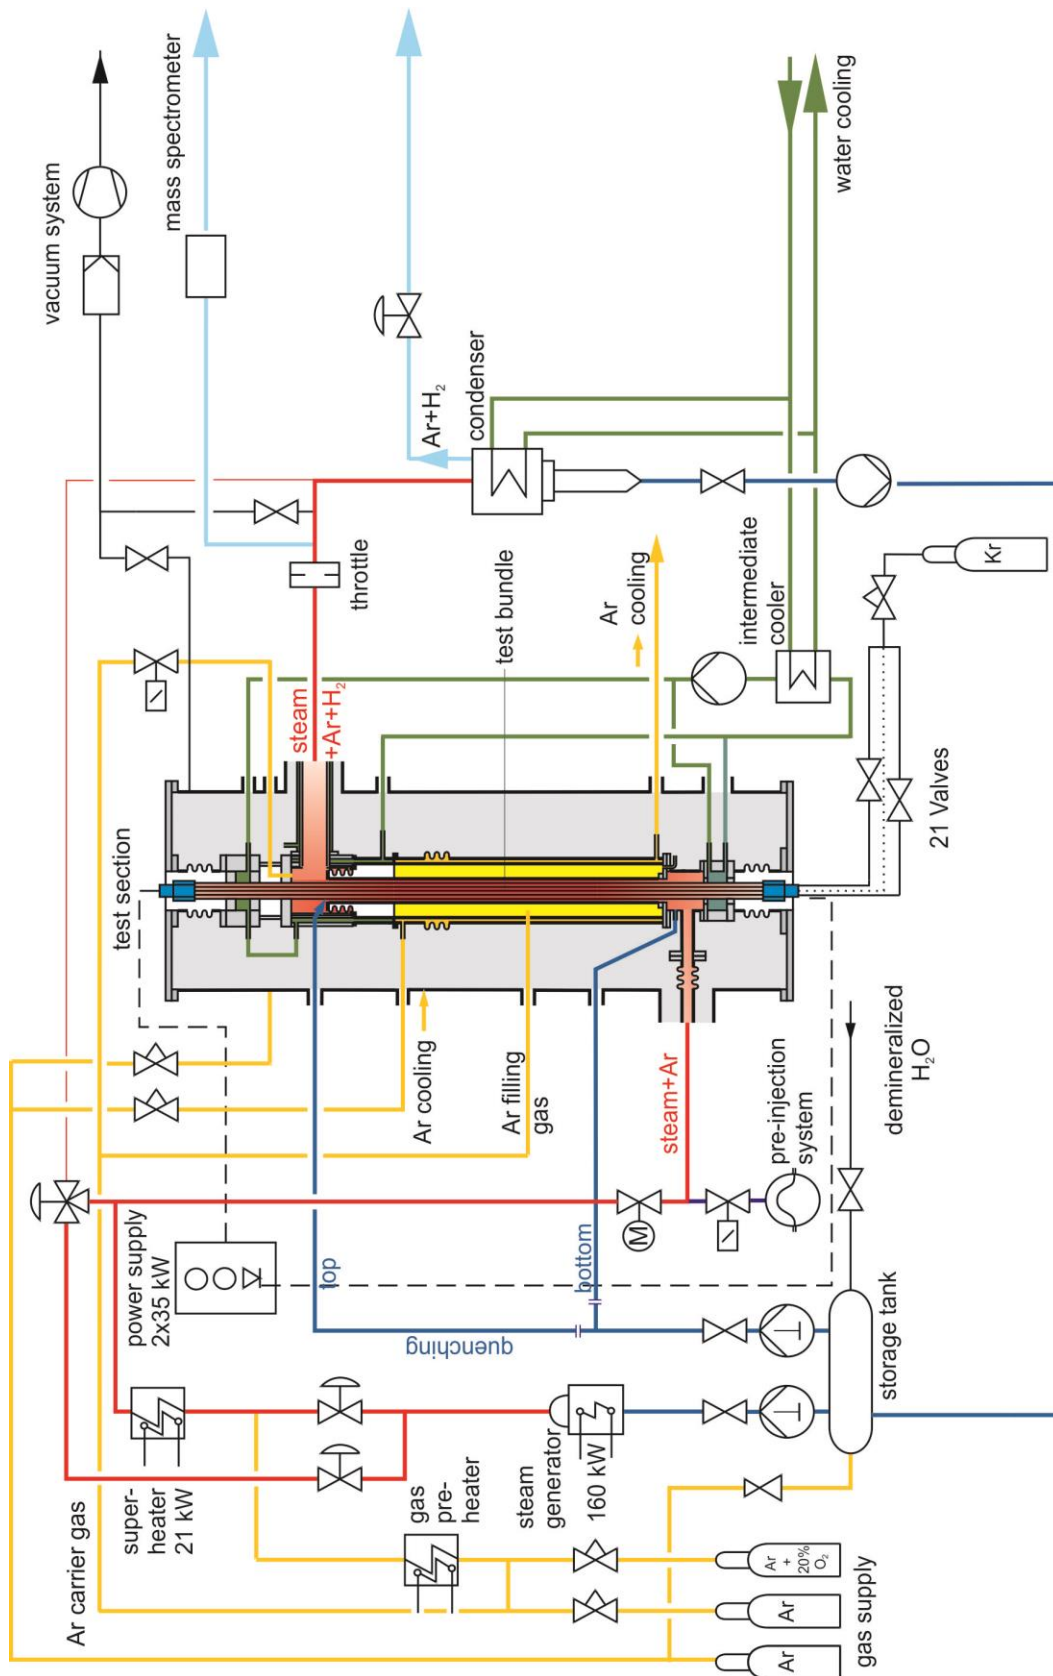 vacuum system
mass spectrometer
Ar+H₂
condenser
water cooling
throttle
test bundle
Ar
cooling
intermediate
cooler
Kr
steam
+Ar+H₂
21 Valves
test section
Ar cooling
Ar filling
gas
steam+Ar
demineralized
H₂O
pre-injection
system
M
power supply
2x35 kW
top
bottom
quenching
storage tank
super-
heater
21 kW
steam
generator
160 kW
gas
pre-
heater
Ar carrier gas
Ar
+
20%
O₂
Ar
Ar
gas supply